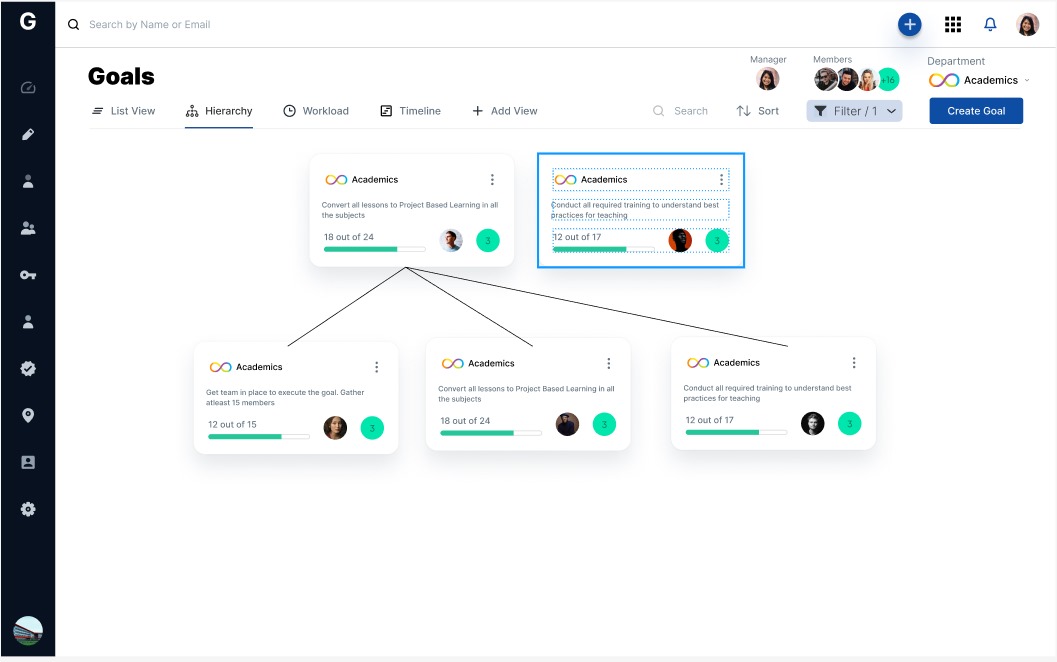 G
Search by Name or Email
Goals
Manager
Members
+16
Department
Academics
List View
Hierarchy
Workload
Timeline
Add View
Search
Sort
Filter / 1
Create Goal
Academics
Convert all lessons to Project Based Learning in all
the subjects
18 out of 24
3
Academics
Conduct all required training to understand best
practices for teaching
12 out of 17
3
Academics
Get team in place to execute the goal. Gather
atleast 15 members
12 out of 15
3
Academics
Convert all lessons to Project Based Learning in all
the subjects
18 out of 24
3
Academics
Conduct all required training to understand best
practices for teaching
12 out of 17
3